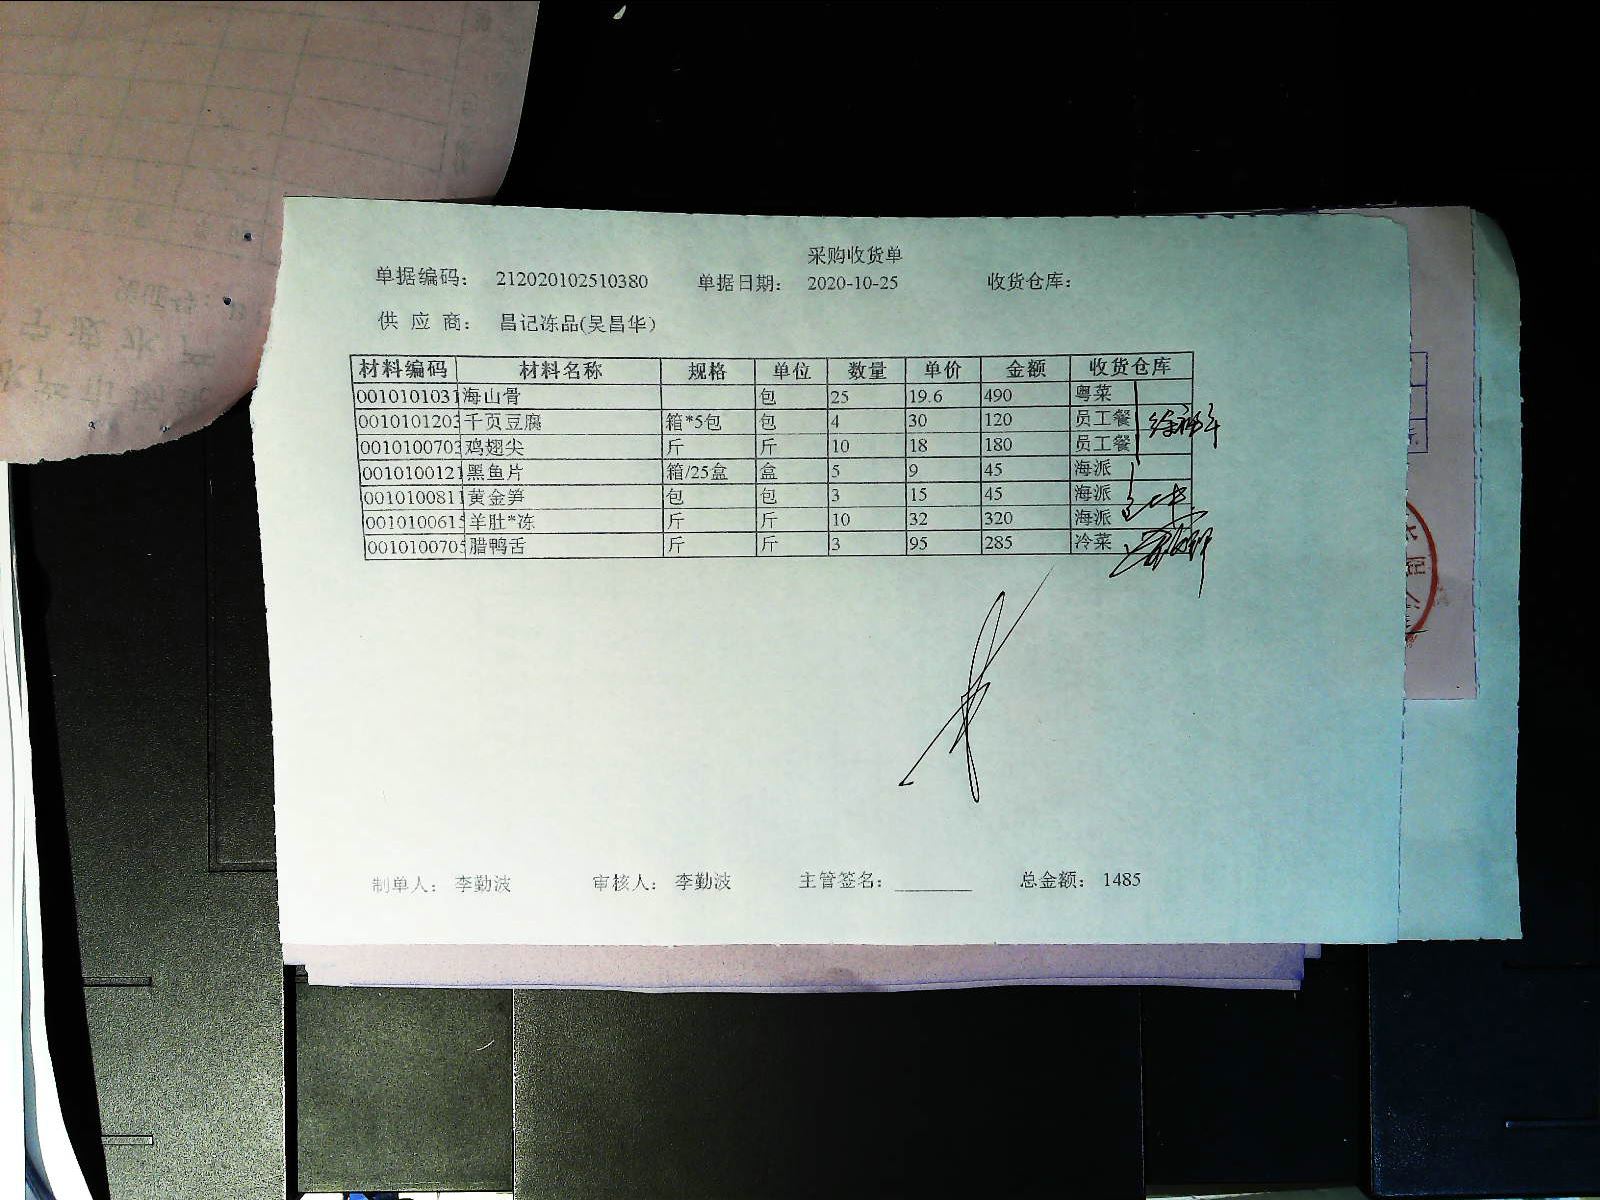 采购收货单
单据编码： 212020102510380 单据日期： 2020-10-25 收货仓库：
供 应 商： 昌记冻品(吴昌华)
材料编码 材料名称 规格 单位 数量 单价 金额 收货仓库
0010101031 海山骨 包 25 19.6 490 粤菜
0010101203 千页豆腐 箱*5包 包 4 30 120 员工餐
0010100703 鸡翅尖 斤 斤 10 18 180 员工餐
0010100121 黑鱼片 箱/25盒 盒 5 9 45 海派
0010100811 黄金笋 包 包 3 15 45 海派
0010100615 羊肚*冻 斤 斤 10 32 320 海派
0010100705 腊鸭舌 斤 斤 3 95 285 冷菜
制单人： 李勤波 审核人： 李勤波 主管签名： 总金额： 1485